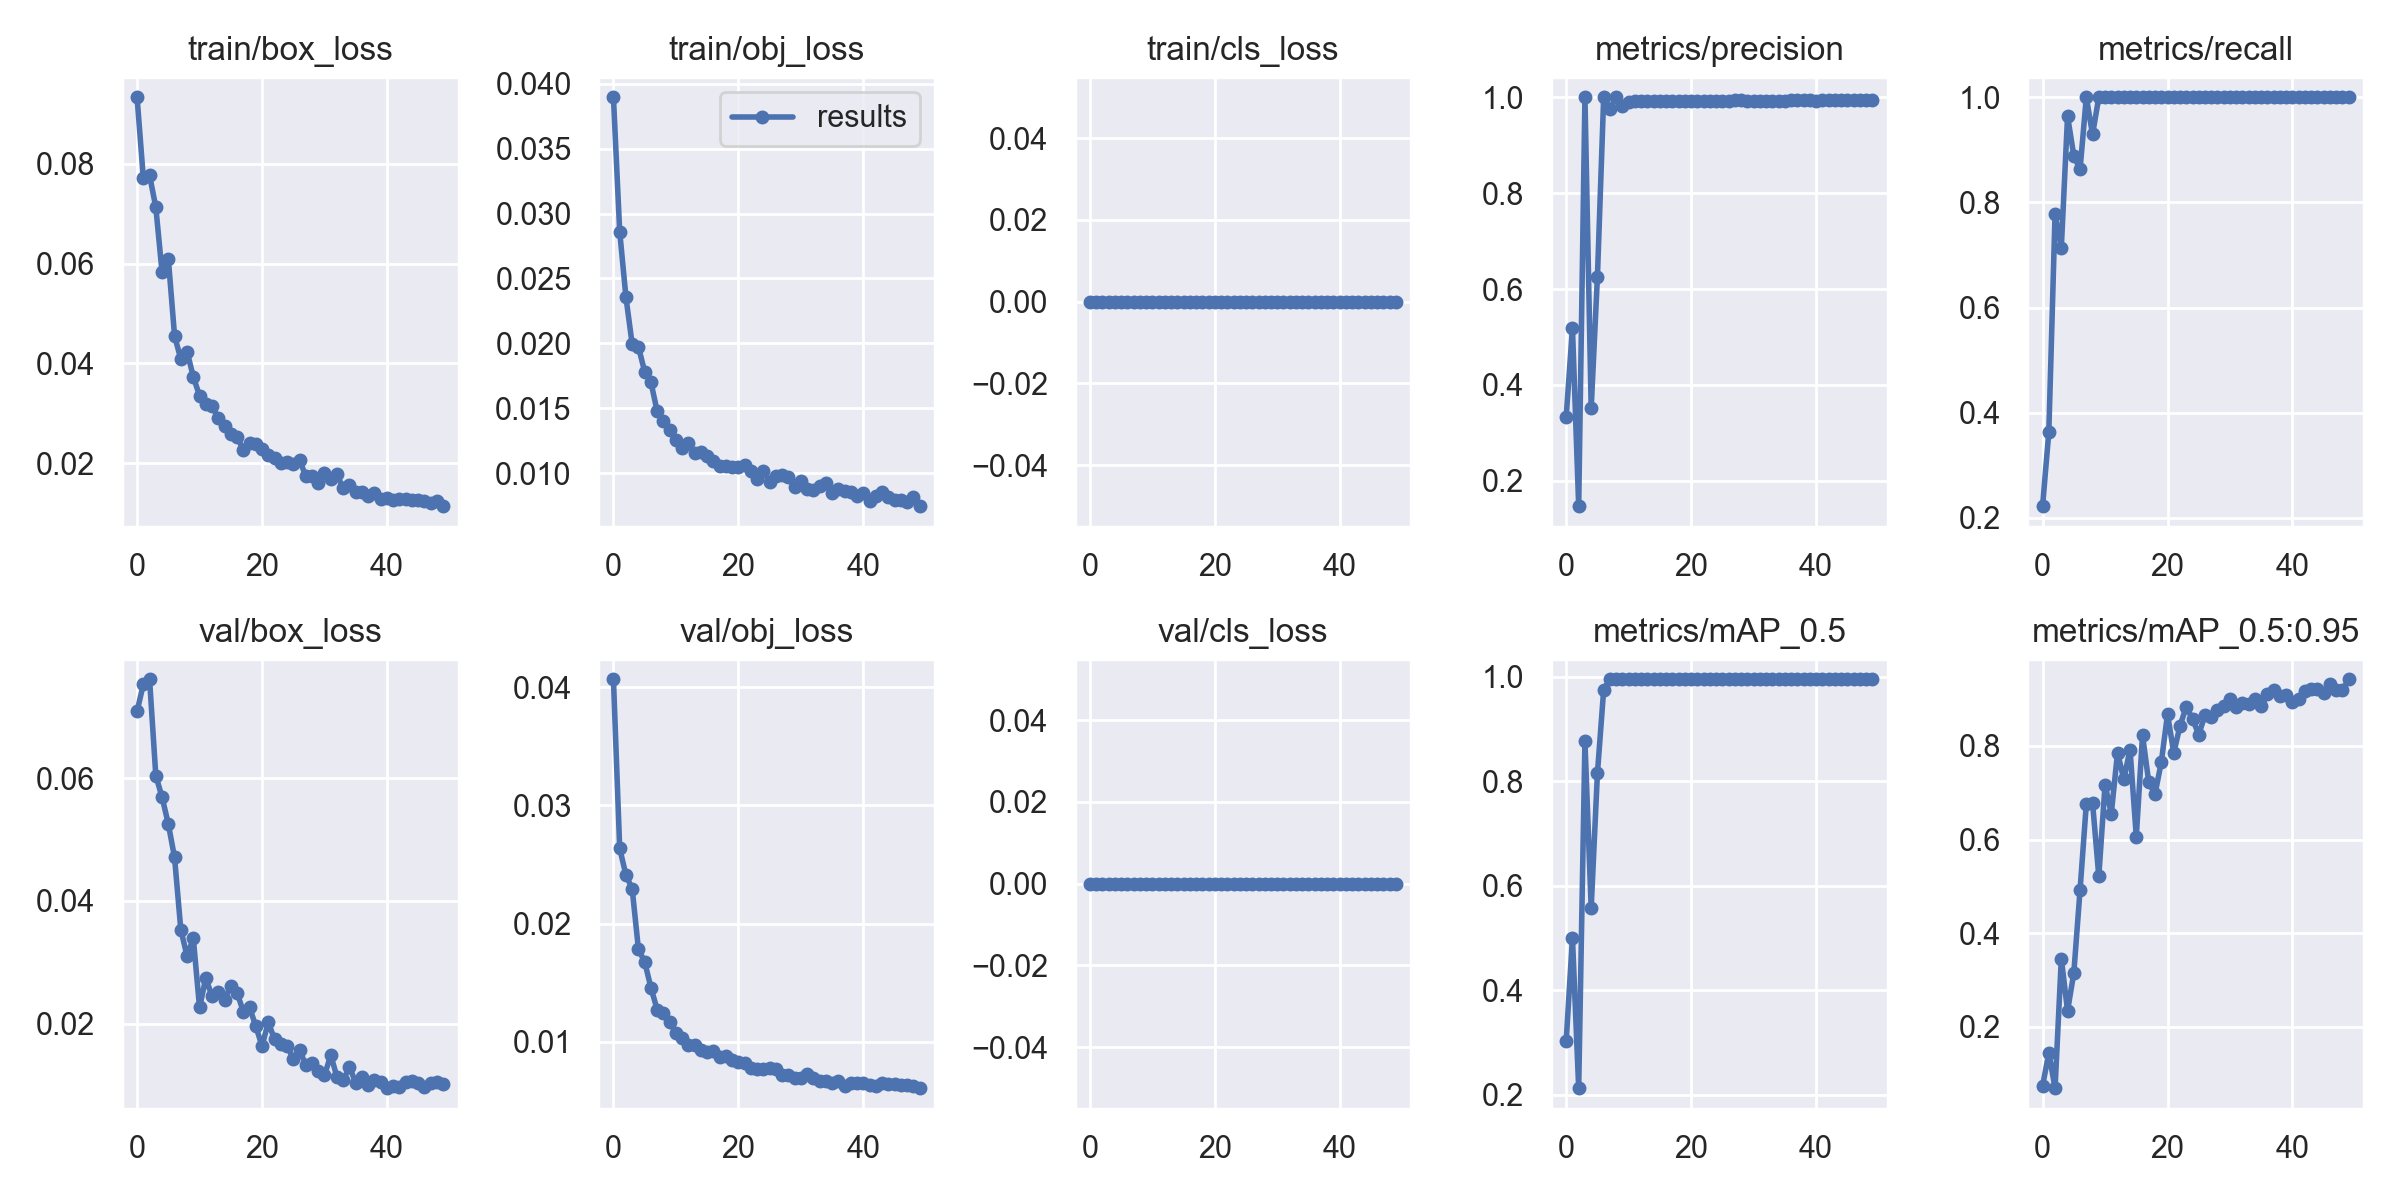 train/box_loss
0.08
0.06
0.04
0.02
0 20 40
train/obj_loss
results
0.040
0.035
0.030
0.025
0.020
0.015
0.010
0 20 40
train/cls_loss
0.04
0.02
0.00
−0.02
−0.04
0 20 40
metrics/precision
1.0
0.8
0.6
0.4
0.2
0 20 40
metrics/recall
1.0
0.8
0.6
0.4
0.2
0 20 40
val/box_loss
0.06
0.04
0.02
0 20 40
val/obj_loss
0.04
0.03
0.02
0.01
0 20 40
val/cls_loss
0.04
0.02
0.00
−0.02
−0.04
0 20 40
metrics/mAP_0.5
1.0
0.8
0.6
0.4
0.2
0 20 40
metrics/mAP_0.5:0.95
0.8
0.6
0.4
0.2
0 20 40